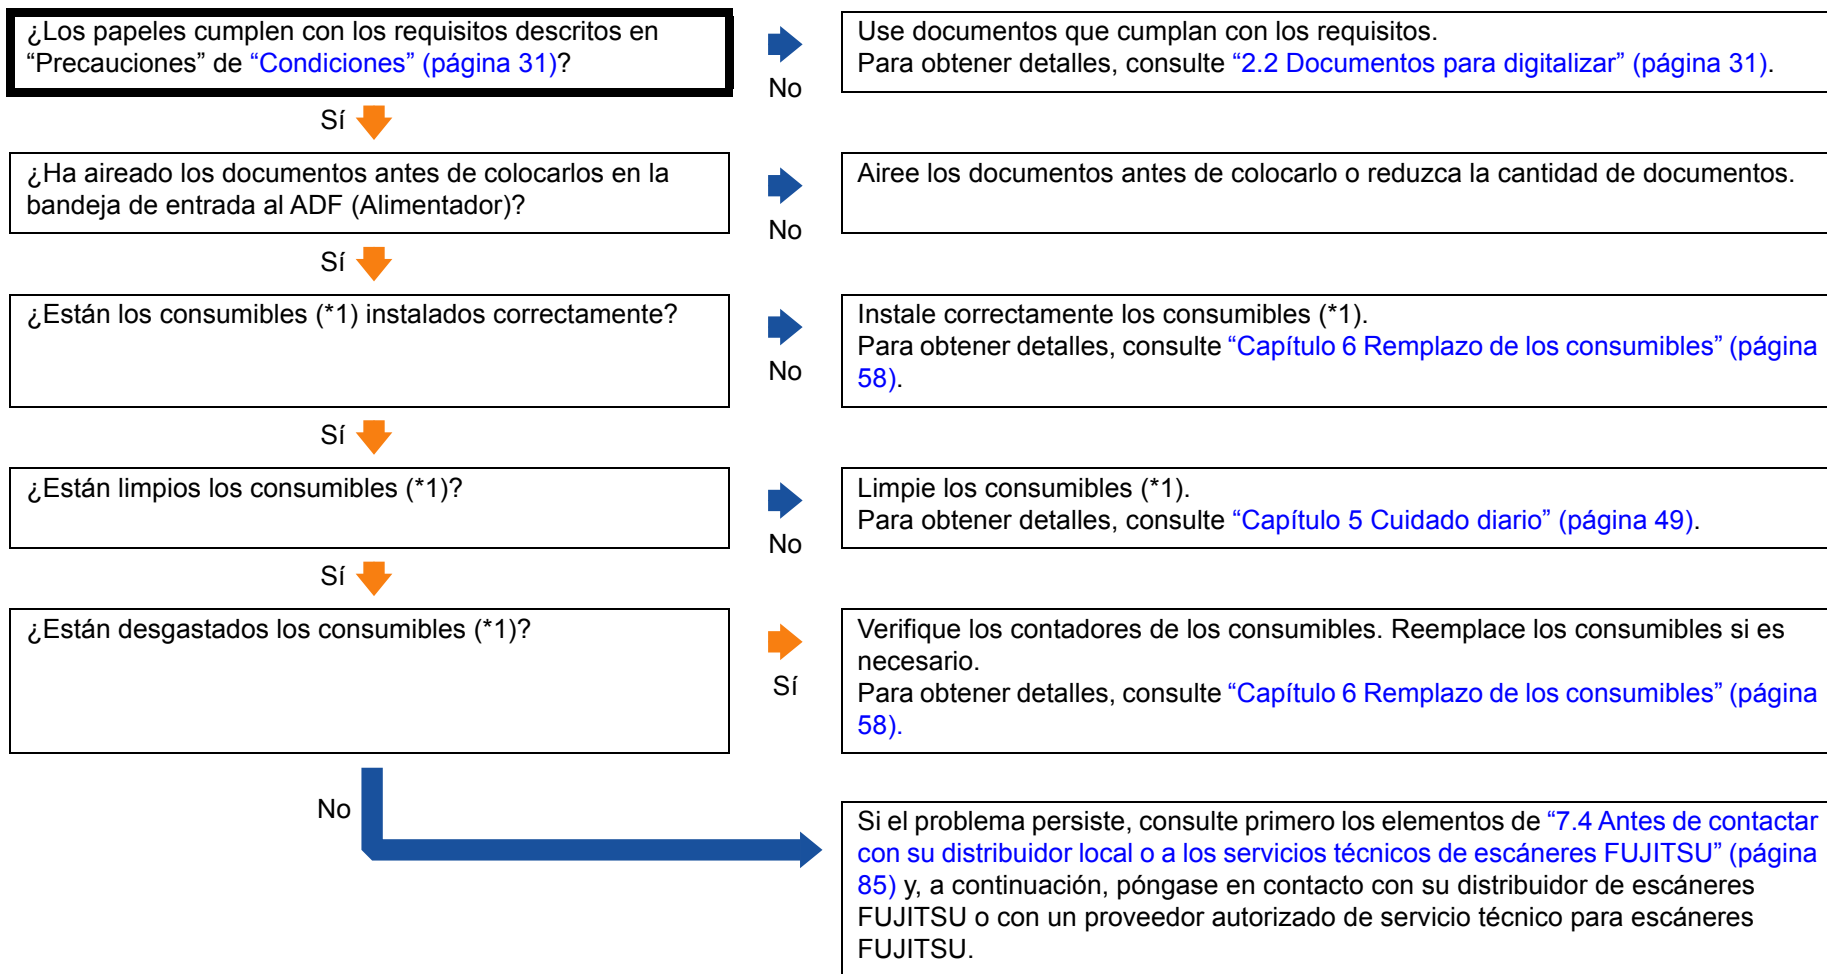 ¿Los papeles cumplen con los requisitos descritos en
“Precauciones” de “Condiciones” (página 31)?
No
Use documentos que cumplan con los requisitos.
Para obtener detalles, consulte “2.2 Documentos para digitalizar” (página 31).
Sí
¿Ha aireado los documentos antes de colocarlos en la
bandeja de entrada al ADF (Alimentador)?
No
Airee los documentos antes de colocarlo o reduzca la cantidad de documentos.
Sí
¿Están los consumibles (*1) instalados correctamente?
No
Instale correctamente los consumibles (*1).
Para obtener detalles, consulte “Capítulo 6 Remplazo de los consumibles” (página
58).
Sí
¿Están limpios los consumibles (*1)?
No
Limpie los consumibles (*1).
Para obtener detalles, consulte “Capítulo 5 Cuidado diario” (página 49).
Sí
¿Están desgastados los consumibles (*1)?
Sí
Verifique los contadores de los consumibles. Reemplace los consumibles si es
necesario.
Para obtener detalles, consulte “Capítulo 6 Remplazo de los consumibles” (página
58).
No
Si el problema persiste, consulte primero los elementos de “7.4 Antes de contactar
con su distribuidor local o a los servicios técnicos de escáneres FUJITSU” (página
85) y, a continuación, póngase en contacto con su distribuidor de escáneres
FUJITSU o con un proveedor autorizado de servicio técnico para escáneres
FUJITSU.